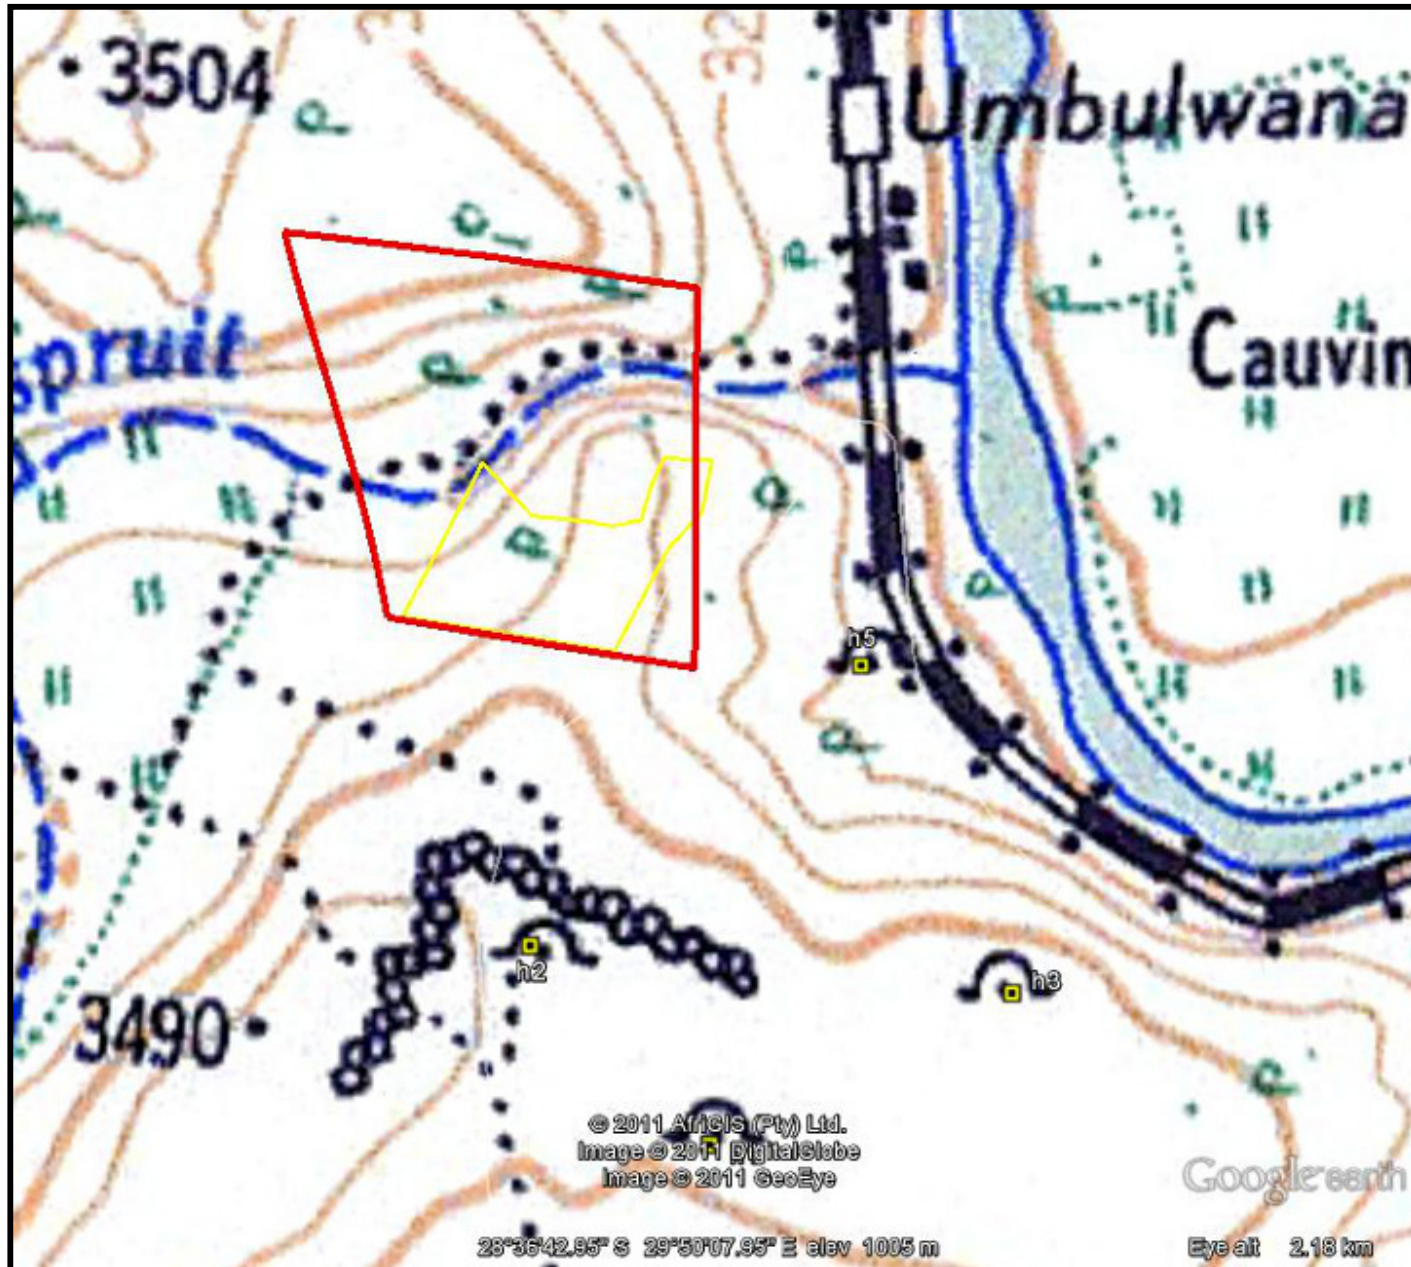 3504
32
Umbulwana
Cauvin
spruit
h5
h2
h3
3490
© 2011 AfriGIS (Pty) Ltd.
Image © 2011 DigitalGlobe
Image © 2011 GeoEye
Google earth
28°36'42.95" S 29°50'07.95" E elev 1005 m
Eye alt 2.18 km